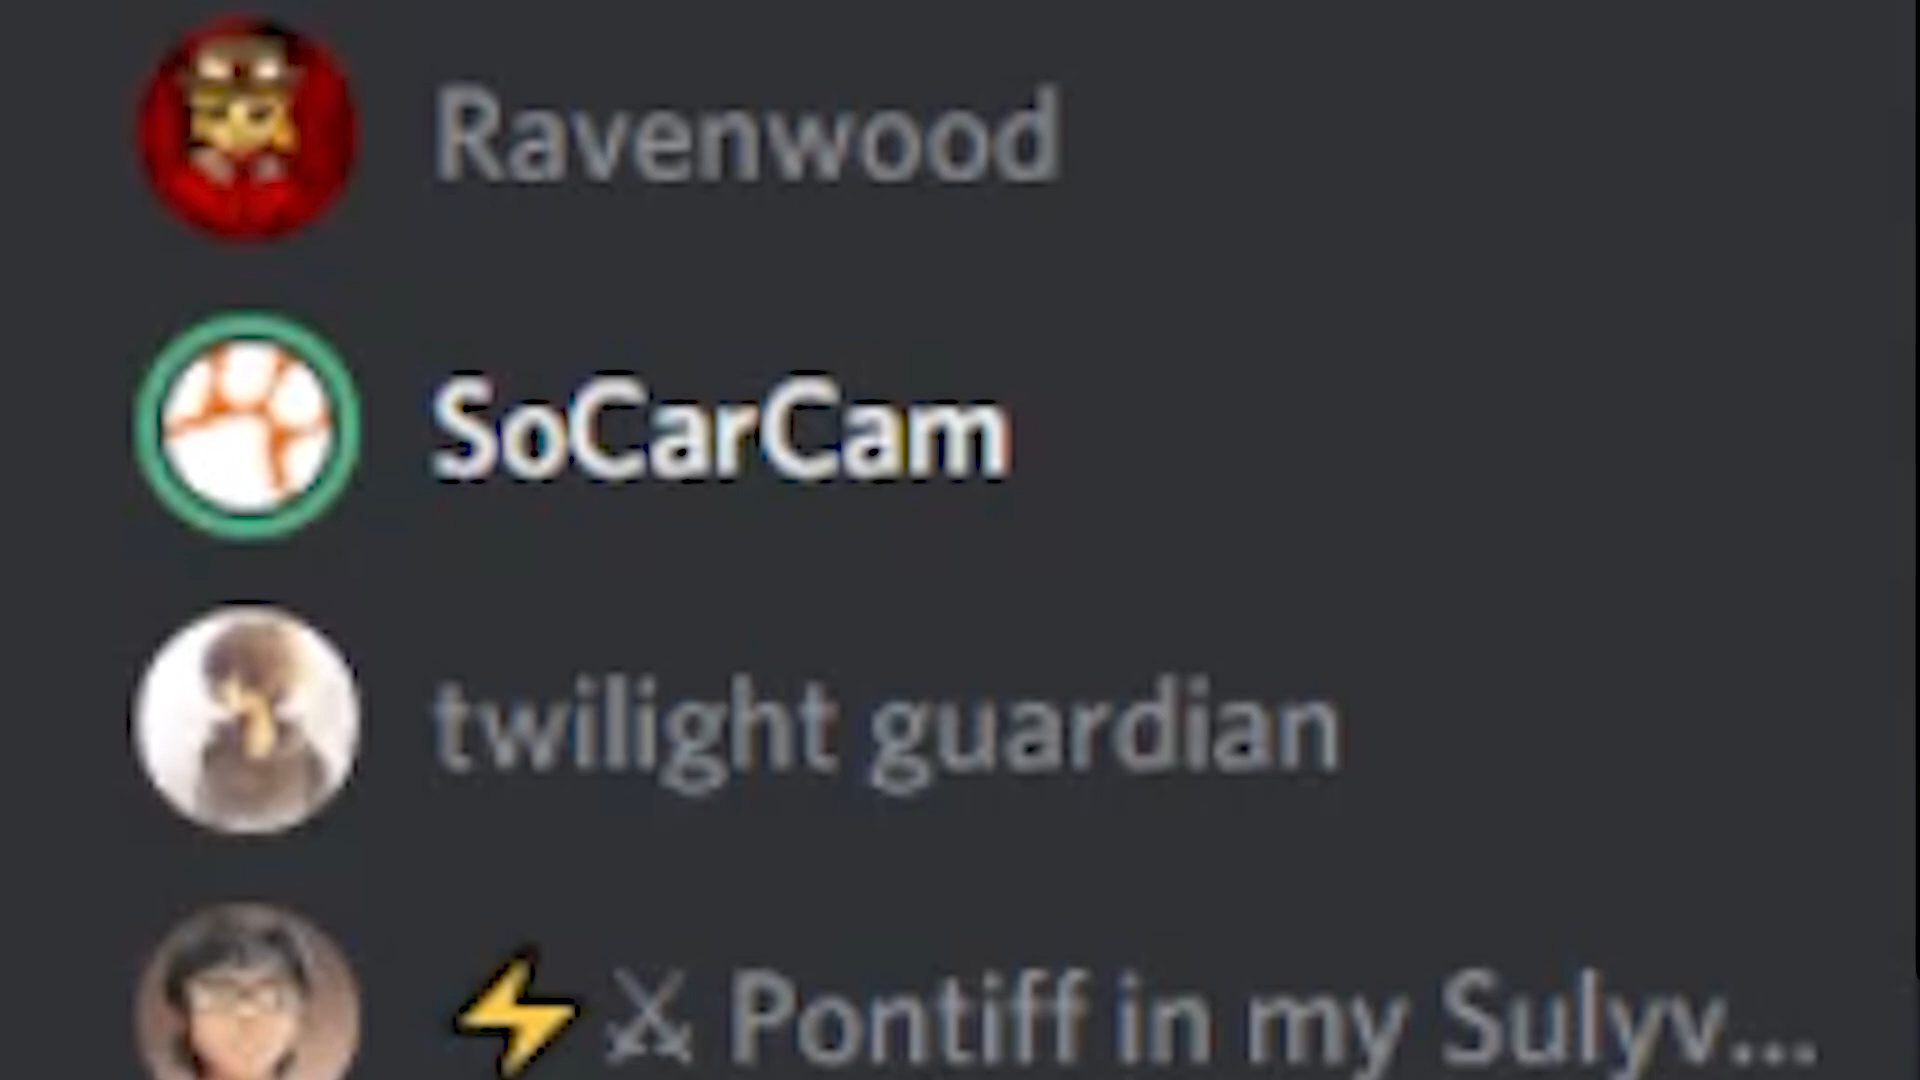 Ravenwood
SoCarCam
twilight guardian
⚡⚔ Pontiff in my Sulyv...